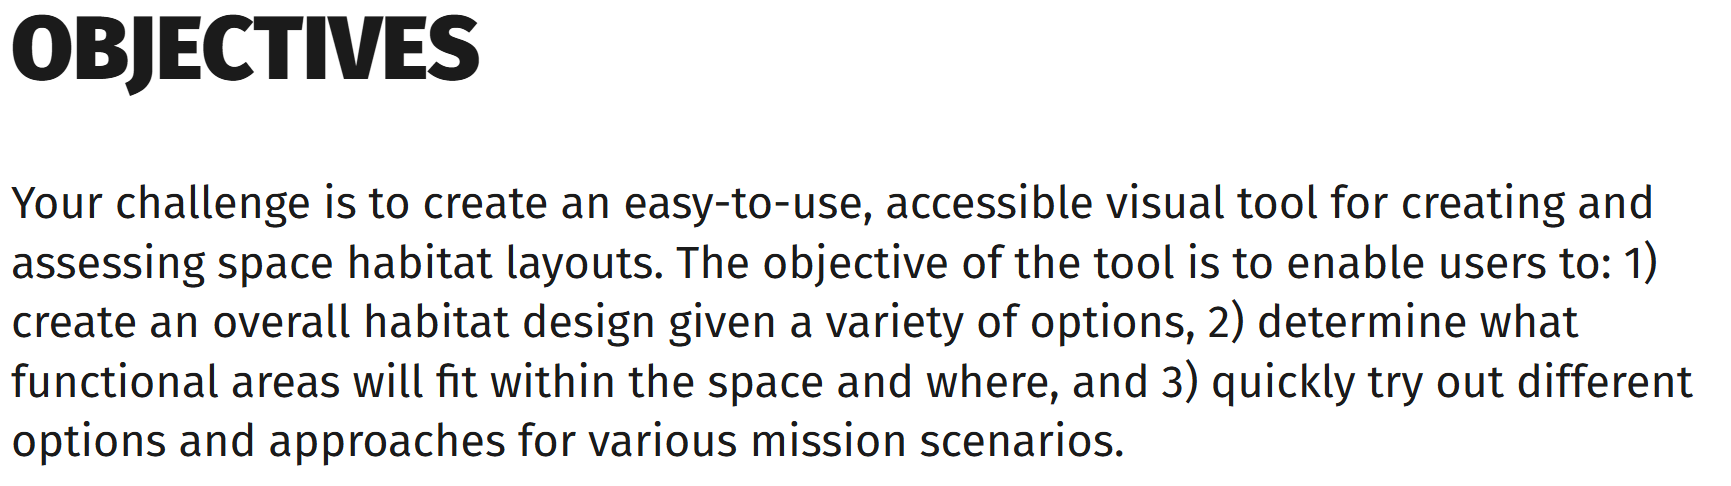 OBJECTIVES
Your challenge is to create an easy-to-use, accessible visual tool for creating and
assessing space habitat layouts. The objective of the tool is to enable users to: 1)
create an overall habitat design given a variety of options, 2) determine what
functional areas will fit within the space and where, and 3) quickly try out different
options and approaches for various mission scenarios.